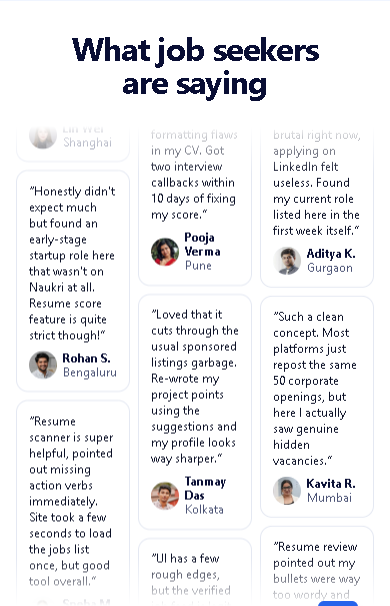 What job seekers
are saying
Shanghai
“Honestly didn't
expect much
but found an
early-stage
startup role here
that wasn't on
Naukri at all.
Resume score
feature is quite
strict though!”
Rohan S.
Bengaluru
“Resume
scanner is super
helpful, pointed
out missing
action verbs
immediately.
Site took a few
seconds to load
the jobs list
once, but good
tool overall.”
formatting flaws
in my CV. Got
two interview
callbacks within
10 days of fixing
my score.”
Pooja
Verma
Pune
“Loved that it
cuts through the
usual sponsored
listings garbage.
Re-wrote my
project points
using the
suggestions and
my profile looks
way sharper.”
Tanmay
Das
Kolkata
“UI has a few
rough edges,
but the verified
brutal right now,
applying on
LinkedIn felt
useless. Found
my current role
listed here in the
first week itself.”
Aditya K.
Gurgaon
“Such a clean
concept. Most
platforms just
repost the same
50 corporate
openings, but
here I actually
saw genuine
hidden
vacancies.”
Kavita R.
Mumbai
“Resume review
pointed out my
bullets were way
too wordy and